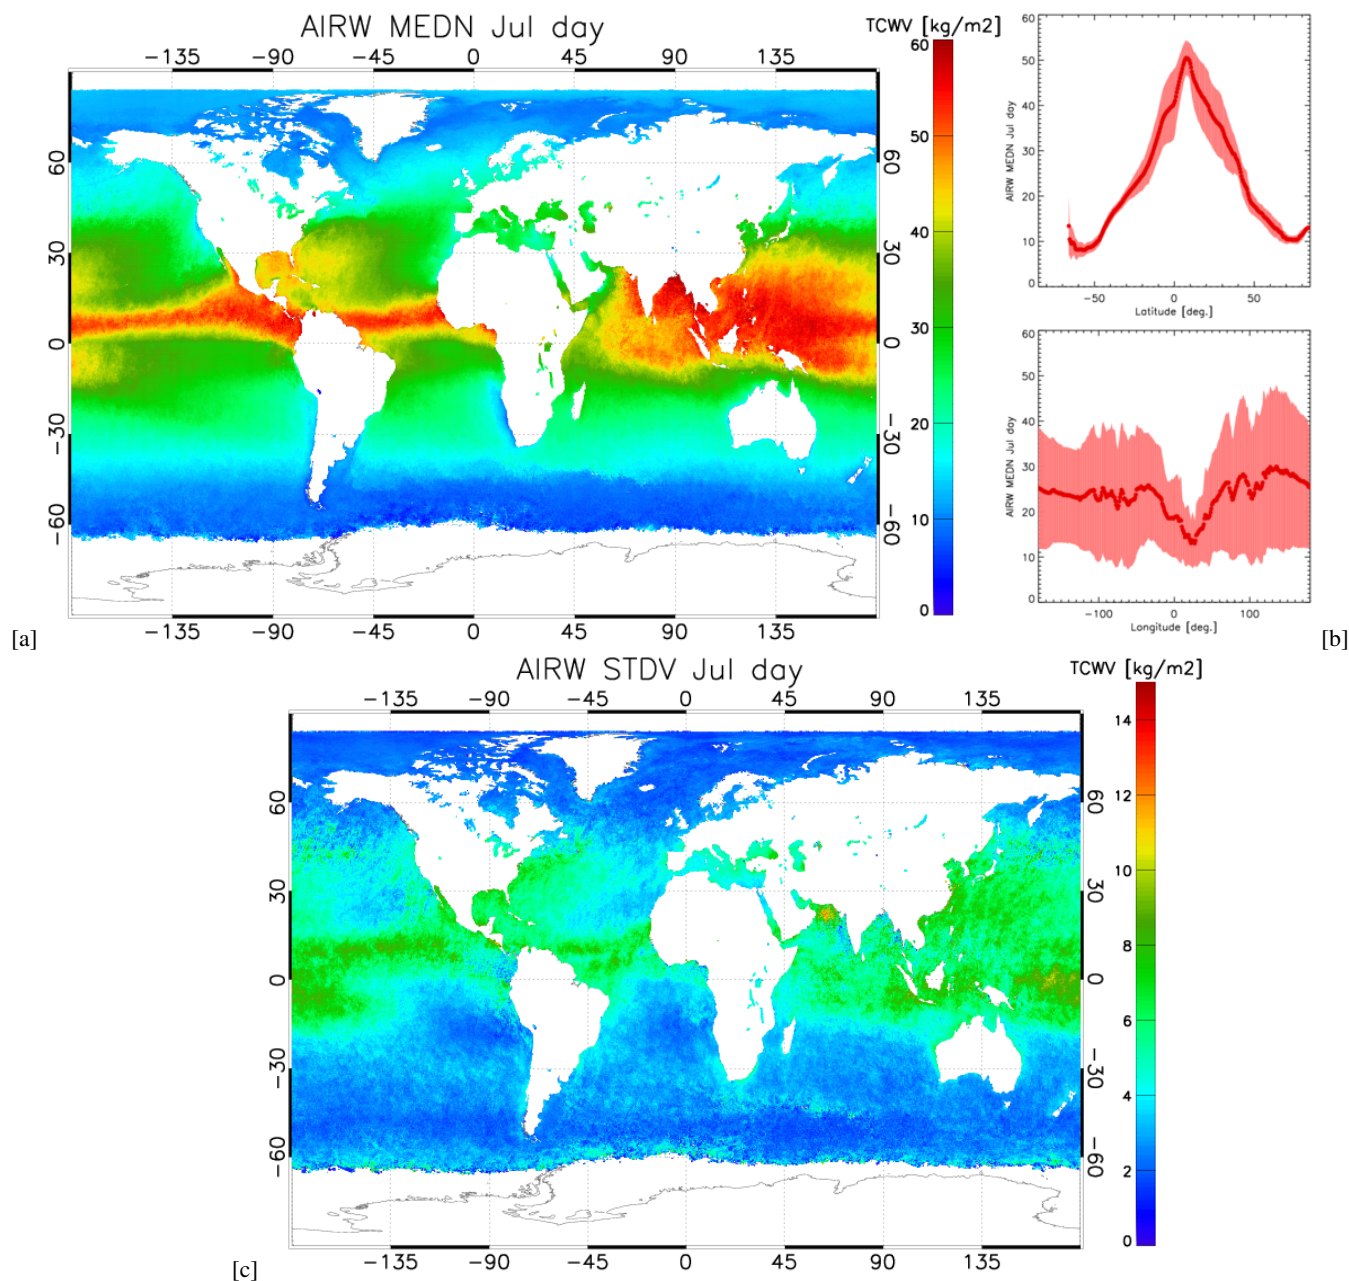 AIRW MEDN Jul day
TCWV [kg/m2]
-135 -90 -45 0 45 90 135
60 30 0 -30 -60
60 30 0 -30 -60
-135 -90 -45 0 45 90 135
60
50
40
30
20
10
0
[a]
60
50
40
30
20
10
0
AIRW MEDN Jul day
-50 0 50
Latitude [deg.]
60
50
40
30
20
10
0
AIRW MEDN Jul day
-100 0 100
Longitude [deg.]
[b]
AIRW STDV Jul day
TCWV [kg/m2]
-135 -90 -45 0 45 90 135
60 30 0 -30 -60
60 30 0 -30 -60
-135 -90 -45 0 45 90 135
14
12
10
8
6
4
2
0
[c]